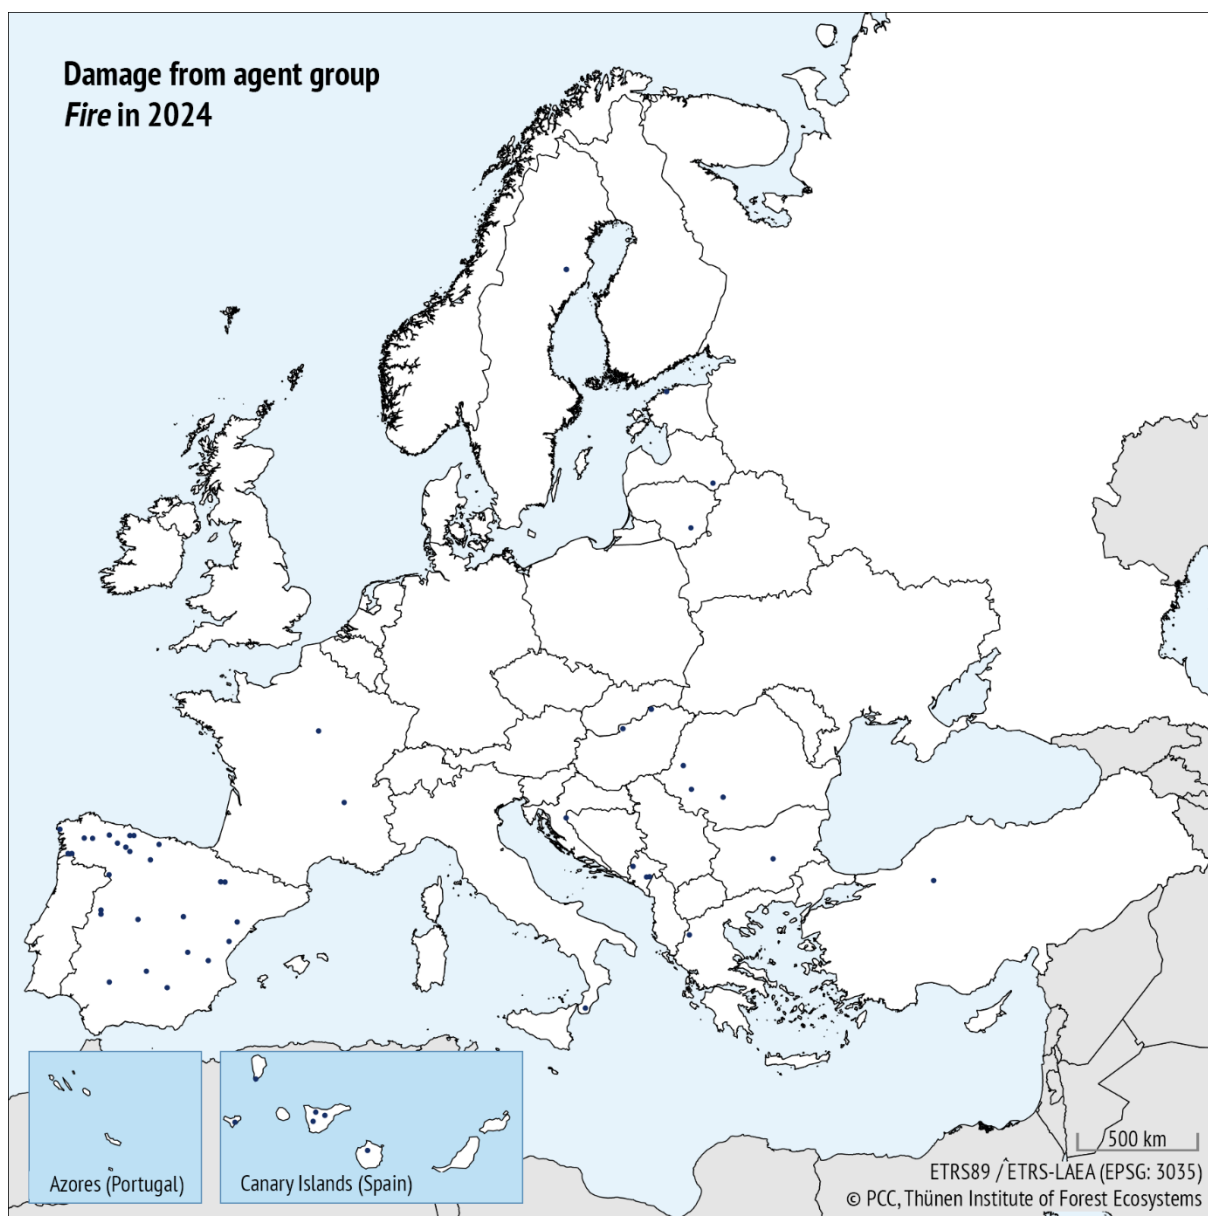 Damage from agent group
Fire in 2024
Azores (Portugal)
Canary Islands (Spain)
500 km
ETRS89 /ÊTRS-LAEA (EPSG: 3035)
© PCC, Thünen Institute of Forest Ecosystems